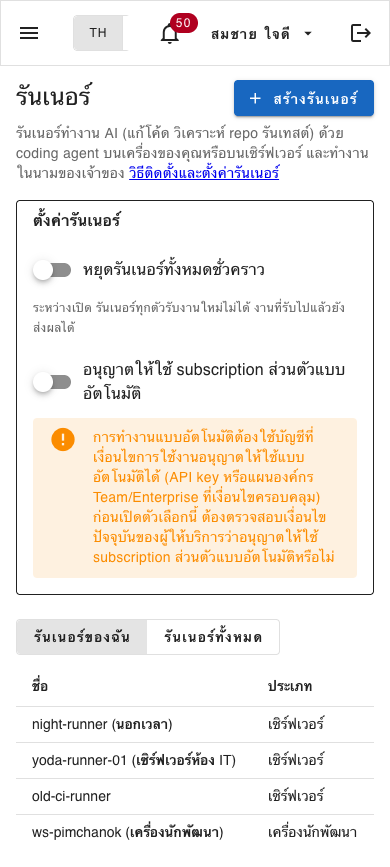 TH
50
สมชาย ใจดี
รันเนอร์
+ สร้างรันเนอร์
รันเนอร์ทำงาน AI (แก้โค้ด วิเคราะห์ repo รันเทสต์) ด้วย
coding agent บนเครื่องของคุณหรือบนเซิร์ฟเวอร์ และทำงาน
ในนามของเจ้าของ วิธีติดตั้งและตั้งค่ารันเนอร์
ตั้งค่ารันเนอร์
หยุดรันเนอร์ทั้งหมดชั่วคราว
ระหว่างเปิด รันเนอร์ทุกตัวรับงานใหม่ไม่ได้ งานที่รับไปแล้วยัง
ส่งผลได้
อนุญาตให้ใช้ subscription ส่วนตัวแบบ
อัตโนมัติ
การทำงานแบบอัตโนมัติต้องใช้บัญชีที่
เงื่อนไขการใช้งานอนุญาตให้ใช้แบบ
อัตโนมัติได้ (API key หรือแผนองค์กร
Team/Enterprise ที่เงื่อนไขครอบคลุม)
ก่อนเปิดตัวเลือกนี้ ต้องตรวจสอบเงื่อนไข
ปัจจุบันของผู้ให้บริการว่าอนุญาตให้ใช้
subscription ส่วนตัวแบบอัตโนมัติหรือไม่
รันเนอร์ของฉัน รันเนอร์ทั้งหมด
ชื่อ ประเภท
night-runner (นอกเวลา) เซิร์ฟเวอร์
yoda-runner-01 (เซิร์ฟเวอร์ห้อง IT) เซิร์ฟเวอร์
old-ci-runner เซิร์ฟเวอร์
ws-pimchanok (เครื่องนักพัฒนา) เครื่องนักพัฒนา